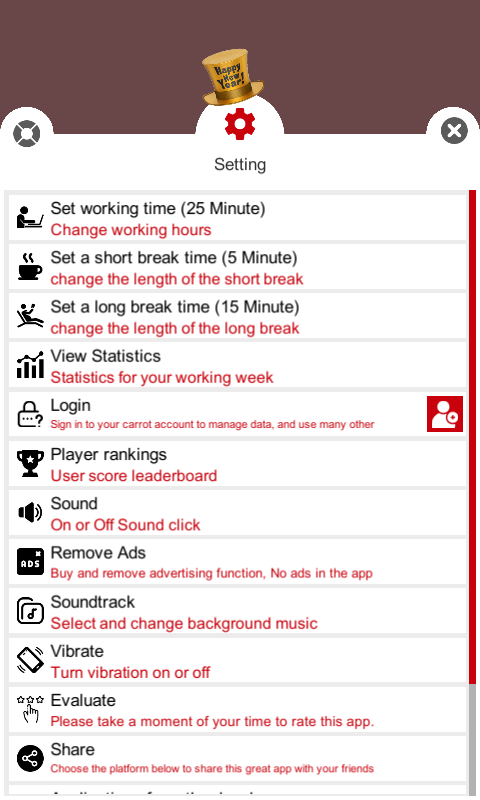 Happy
New
Year!
Setting
Set working time (25 Minute)
Change working hours
Set a short break time (5 Minute)
change the length of the short break
Set a long break time (15 Minute)
change the length of the long break
View Statistics
Statistics for your working week
Login
Sign in to your carrot account to manage data, and use many other
Player rankings
User score leaderboard
Sound
On or Off Sound click
ADS
Remove Ads
Buy and remove advertising function, No ads in the app
Soundtrack
Select and change background music
Vibrate
Turn vibration on or off
Evaluate
Please take a moment of your time to rate this app.
Share
Choose the platform below to share this great app with your friends